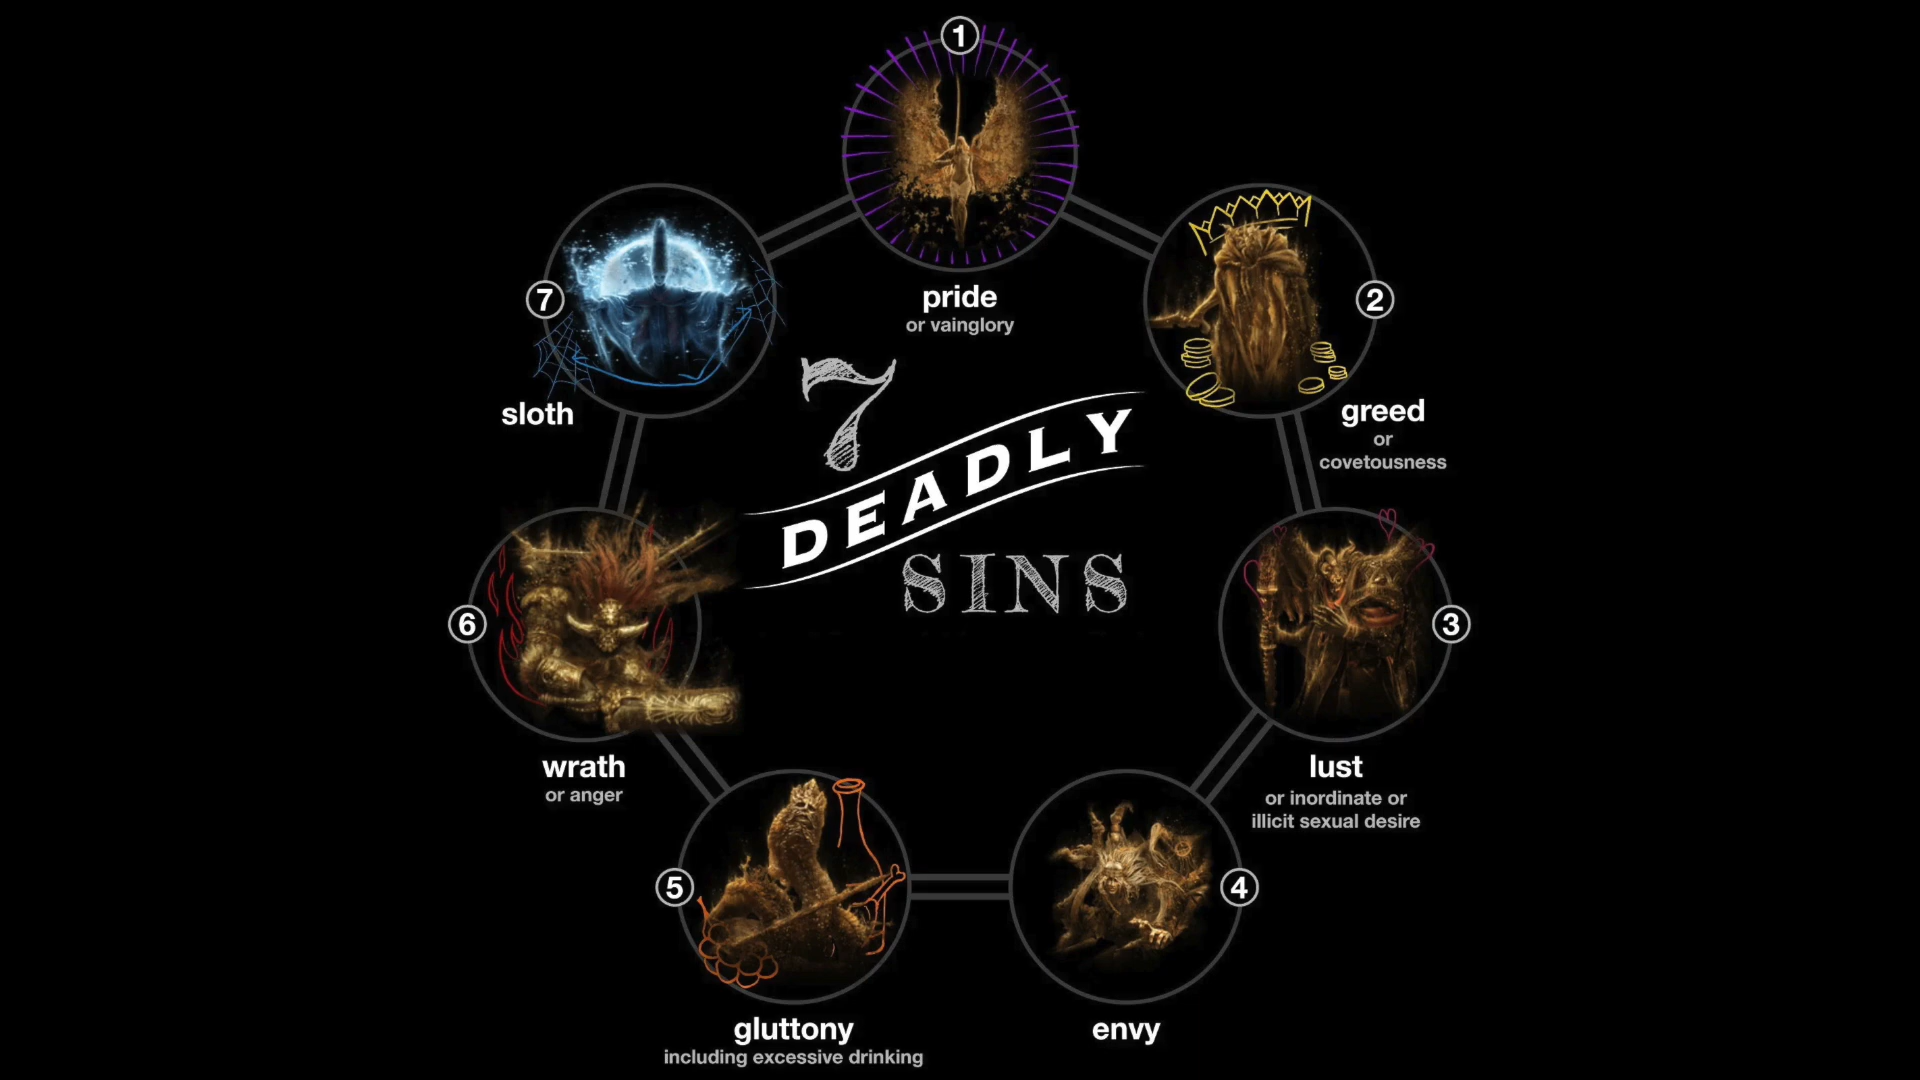 1
pride
or vainglory
2
greed
or
covetousness
3
lust
or inordinate or
illicit sexual desire
4
envy
5
gluttony
including excessive drinking
6
wrath
or anger
7
sloth
7
DEADLY
SINS